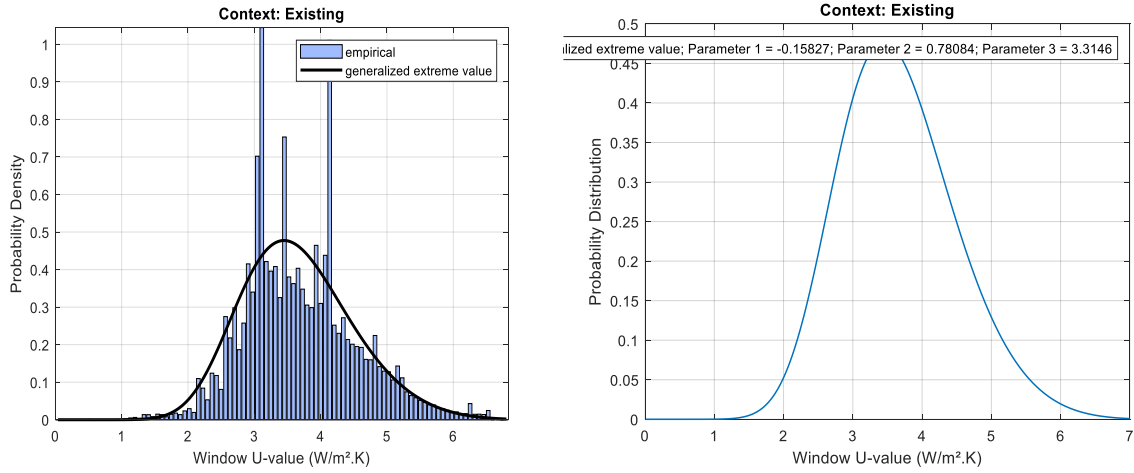 Context: Existing
empirical
generalized extreme value
1
0.9
0.8
0.7
0.6
0.5
0.4
0.3
0.2
0.1
0
Probability Density
0 1 2 3 4 5 6
Window U-value (W/m².K)
Context: Existing
lized extreme value; Parameter 1 = -0.15827; Parameter 2 = 0.78084; Parameter 3 = 3.3146
0.5
0.45
0.4
0.35
0.3
0.25
0.2
0.15
0.1
0.05
0
Probability Distribution
0 1 2 3 4 5 6 7
Window U-value (W/m².K)